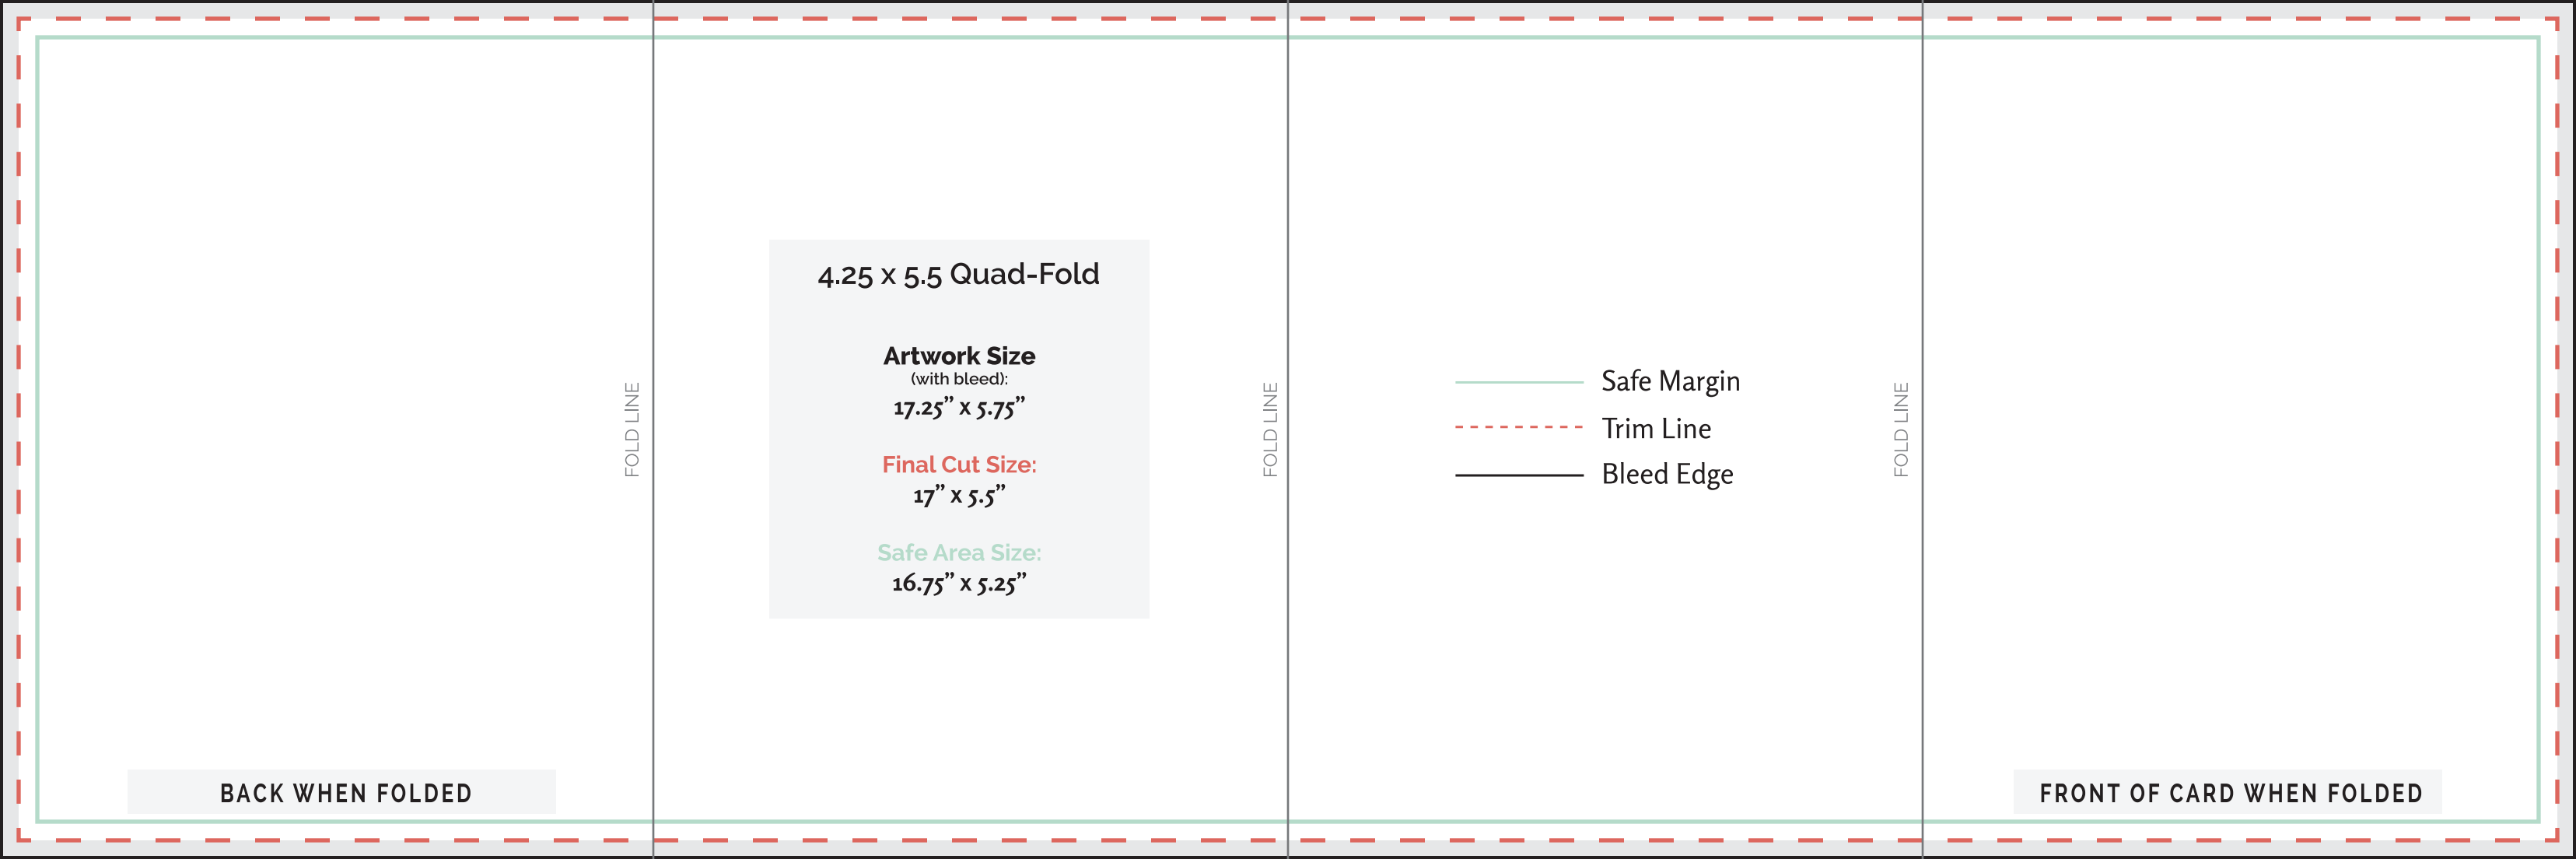 FOLD LINE
4.25 x 5.5 Quad-Fold
Artwork Size
(with bleed):
17.25” x 5.75”
Final Cut Size:
17” x 5.5”
Safe Area Size:
16.75” x 5.25”
FOLD LINE
Safe Margin
Trim Line
Bleed Edge
FOLD LINE
BACK WHEN FOLDED
FRONT OF CARD WHEN FOLDED